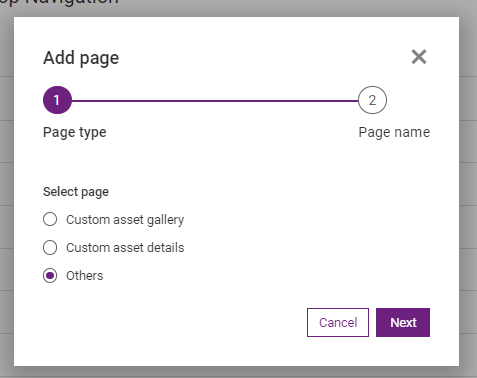 Navigation
Add page
1
2
Page type
Page name
Select page
Custom asset gallery
Custom asset details
Others
Cancel
Next